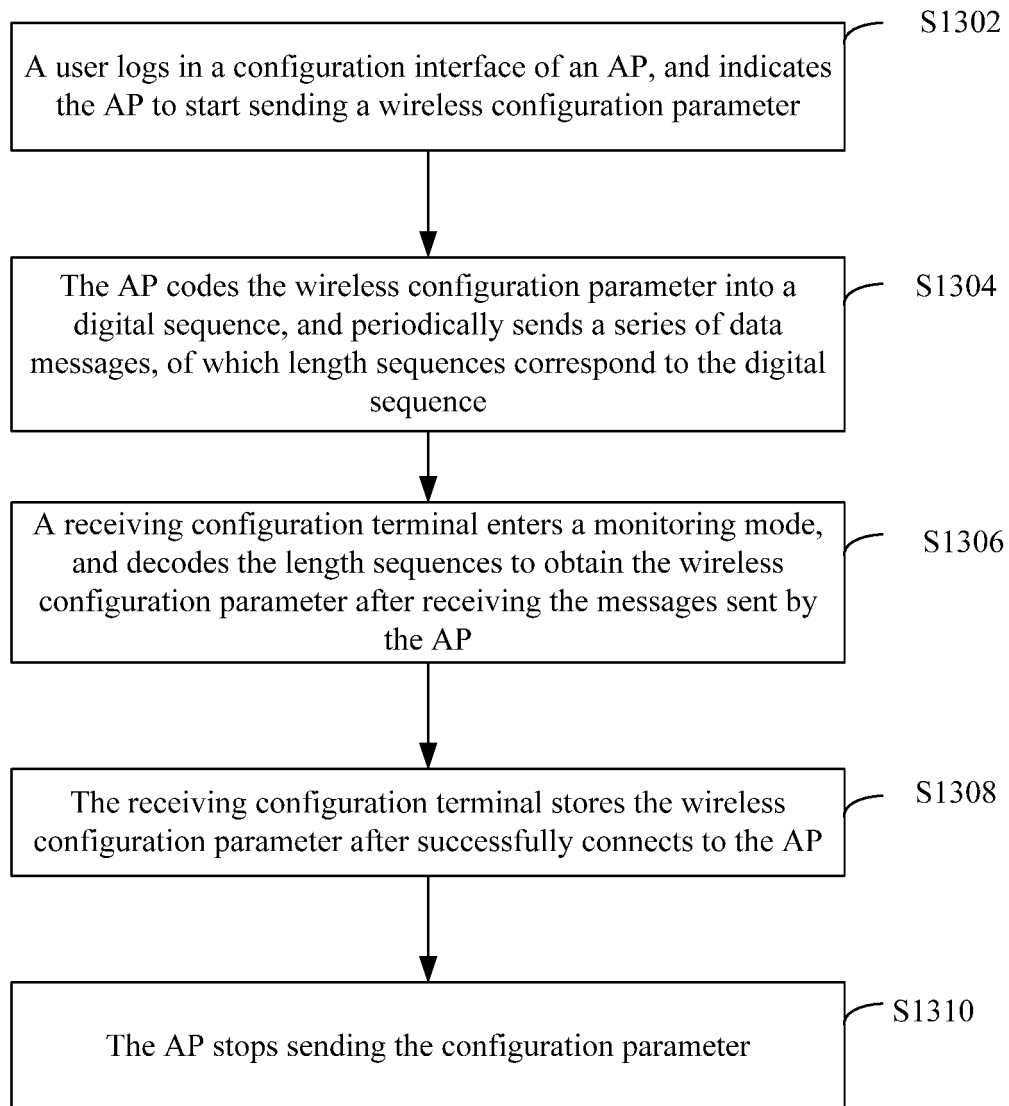 S1302
A user logs in a configuration interface of an AP, and indicates
the AP to start sending a wireless configuration parameter
S1304
The AP codes the wireless configuration parameter into a
digital sequence, and periodically sends a series of data
messages, of which length sequences correspond to the digital
sequence
S1306
A receiving configuration terminal enters a monitoring mode,
and decodes the length sequences to obtain the wireless
configuration parameter after receiving the messages sent by
the AP
S1308
The receiving configuration terminal stores the wireless
configuration parameter after successfully connects to the AP
S1310
The AP stops sending the configuration parameter